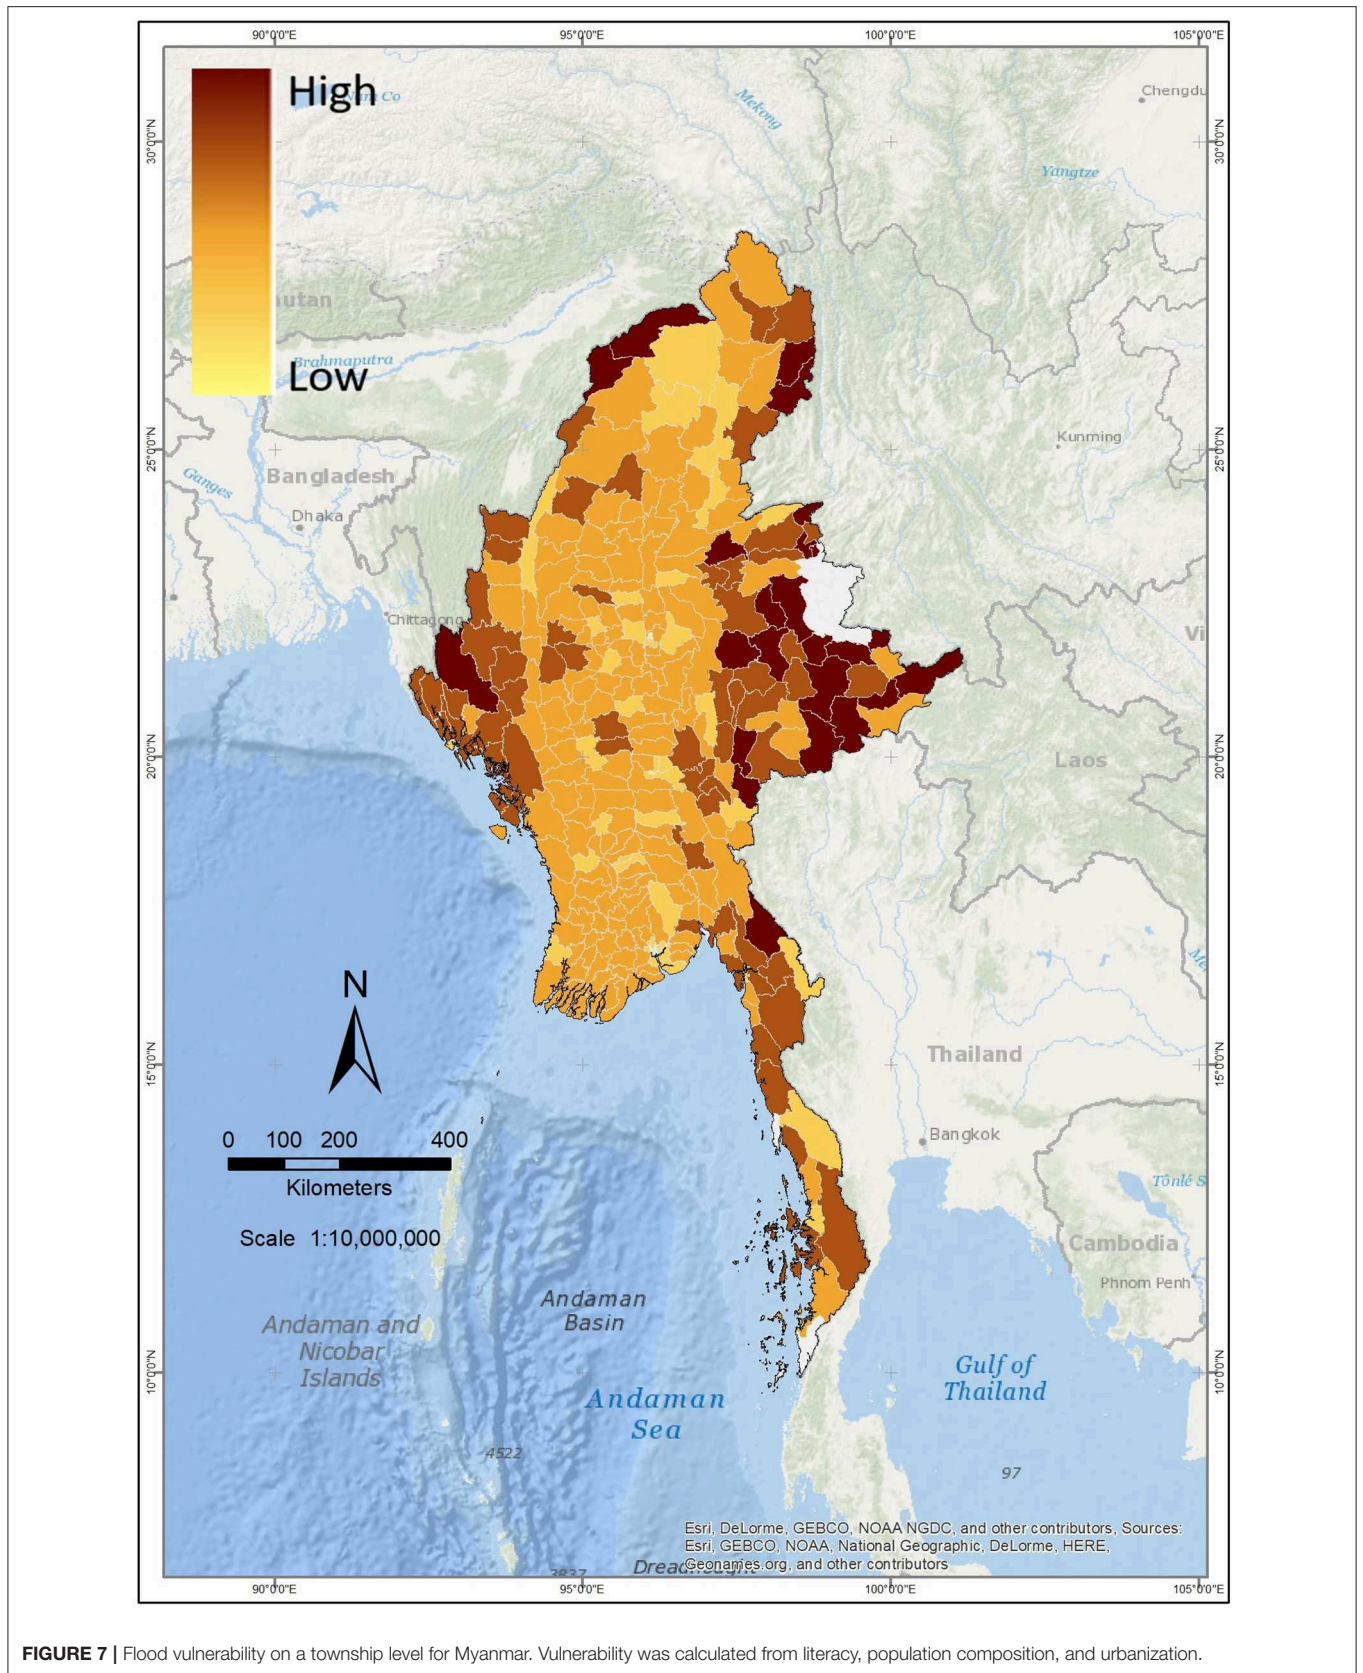 90°0'0"E 95°0'0"E 100°0'0"E 105°0'0"E
High
Nam Co
Mekong
Chengdu
30°0'0"N 30°0'0"N
Yangtze
utan
Brahmaputra
Low
Kunming
25°0'0"N 25°0'0"N
Bangladesh
Ganges
Dhaka
Chittagong
Vi
20°0'0"N 20°0'0"N
Laos
Me
N
15°0'0"N 15°0'0"N
Thailand
Bangkok
0 100 200 400
Kilometers
Scale 1:10,000,000
Tônlé S
Cambodia
Phnom Penh
Andaman
Basin
Andaman and
Nicobar
Islands
10°0'0"N 10°0'0"N
Gulf of
Thailand
Andaman
Sea
4522
97
Esri, DeLorme, GEBCO, NOAA NGDC, and other contributors, Sources:
Esri, GEBCO, NOAA, National Geographic, DeLorme, HERE,
Geonames.org, and other contributors
3837 Dreadnought
90°0'0"E 95°0'0"E 100°0'0"E 105°0'0"E
FIGURE 7 | Flood vulnerability on a township level for Myanmar. Vulnerability was calculated from literacy, population composition, and urbanization.